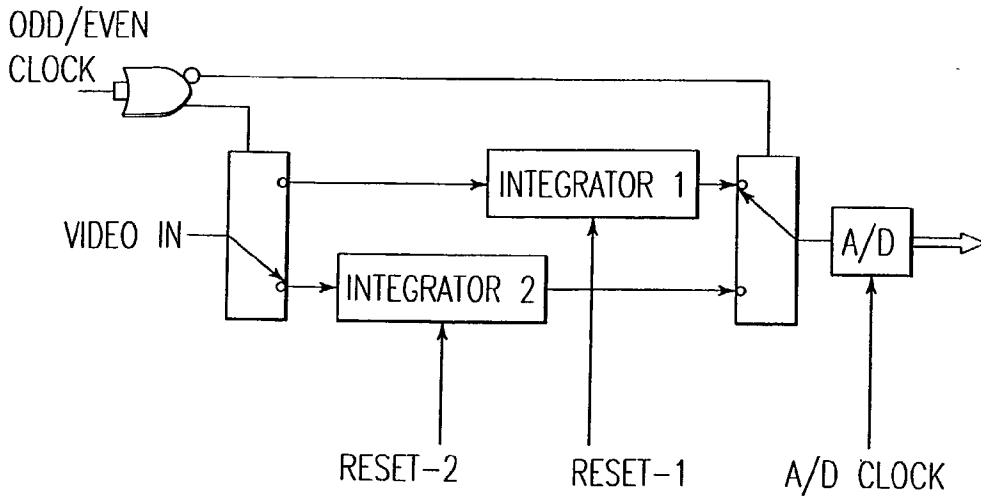 ODD/EVEN
CLOCK
INTEGRATOR 1
VIDEO IN
A/D
INTEGRATOR 2
RESET-2
RESET-1
A/D CLOCK